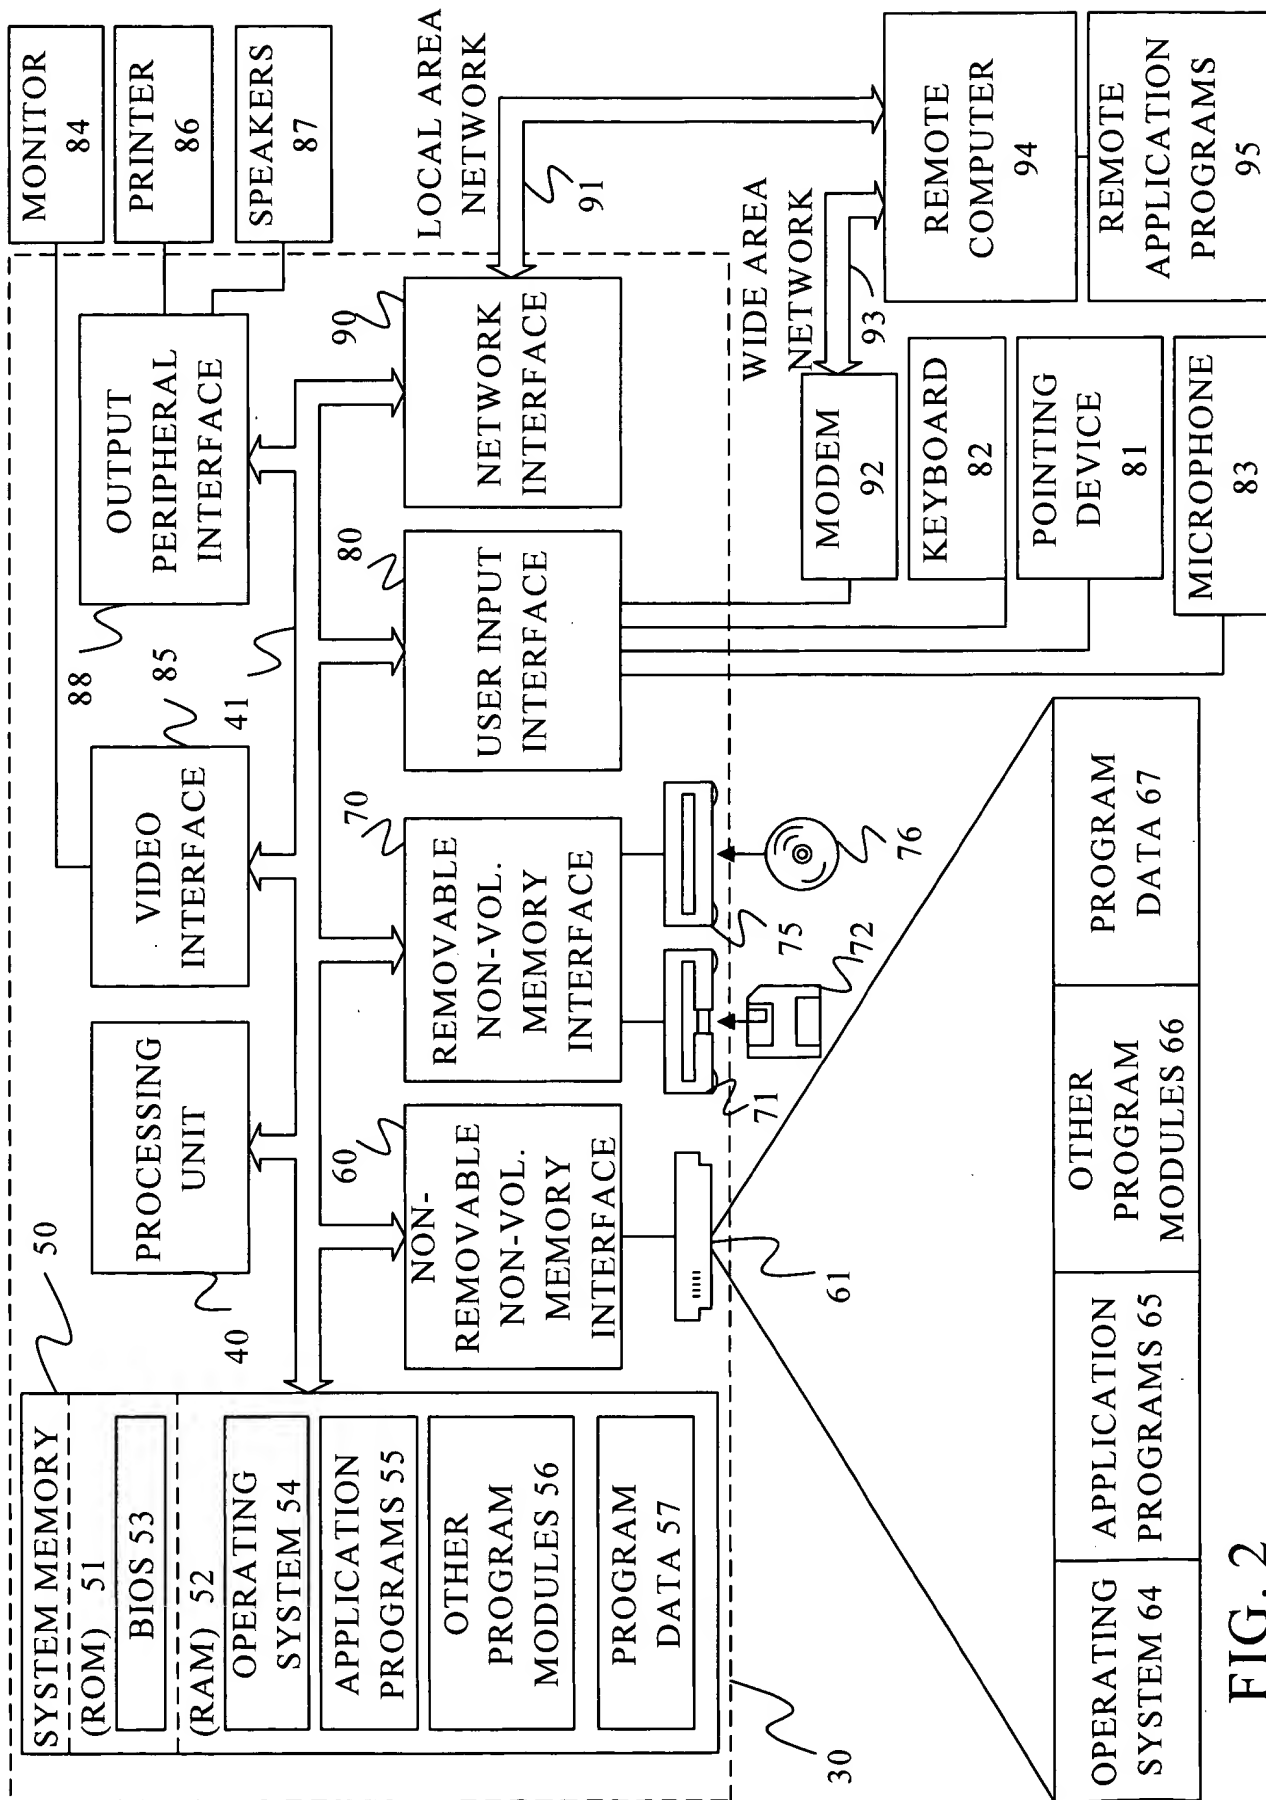 SYSTEM MEMORY
(ROM) 51
BIOS 53
(RAM) 52
OPERATING
SYSTEM 54
APPLICATION
PROGRAMS 55
OTHER
PROGRAM
MODULES 56
PROGRAM
DATA 57
50
PROCESSING
UNIT
40
VIDEO
INTERFACE
85
OUTPUT
PERIPHERAL
INTERFACE
88
41
MONITOR
84
PRINTER
86
SPEAKERS
87
60
NON-
REMOVABLE
NON-VOL.
MEMORY
INTERFACE
70
REMOVABLE
NON-VOL.
MEMORY
INTERFACE
80
USER INPUT
INTERFACE
90
NETWORK
INTERFACE
LOCAL AREA
NETWORK
91
30
61
71
72
75
76
WIDE AREA
NETWORK
93
MODEM
92
KEYBOARD
82
POINTING
DEVICE
81
MICROPHONE
83
REMOTE
COMPUTER
94
REMOTE
APPLICATION
PROGRAMS
95
OPERATING
SYSTEM 64
APPLICATION
PROGRAMS 65
OTHER
PROGRAM
MODULES 66
PROGRAM
DATA 67
FIG. 2